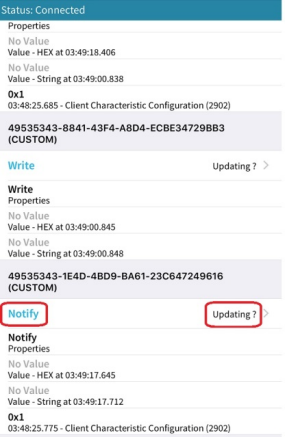 Status: Connected
Properties
No Value
Value - HEX at 03:49:18.406
No Value
Value - String at 03:49:00.838
0x1
03:48:25.685 - Client Characteristic Configuration (2902)
49535343-8841-43F4-A8D4-ECBE34729BB3
(CUSTOM)
Write Updating ? >
Write
Properties
No Value
Value - HEX at 03:49:00.845
No Value
Value - String at 03:49:00.848
49535343-1E4D-4BD9-BA61-23C647249616
(CUSTOM)
Notify Updating ? >
Notify
Properties
No Value
Value - HEX at 03:49:17.645
No Value
Value - String at 03:49:17.712
0x1
03:48:25.775 - Client Characteristic Configuration (2902)